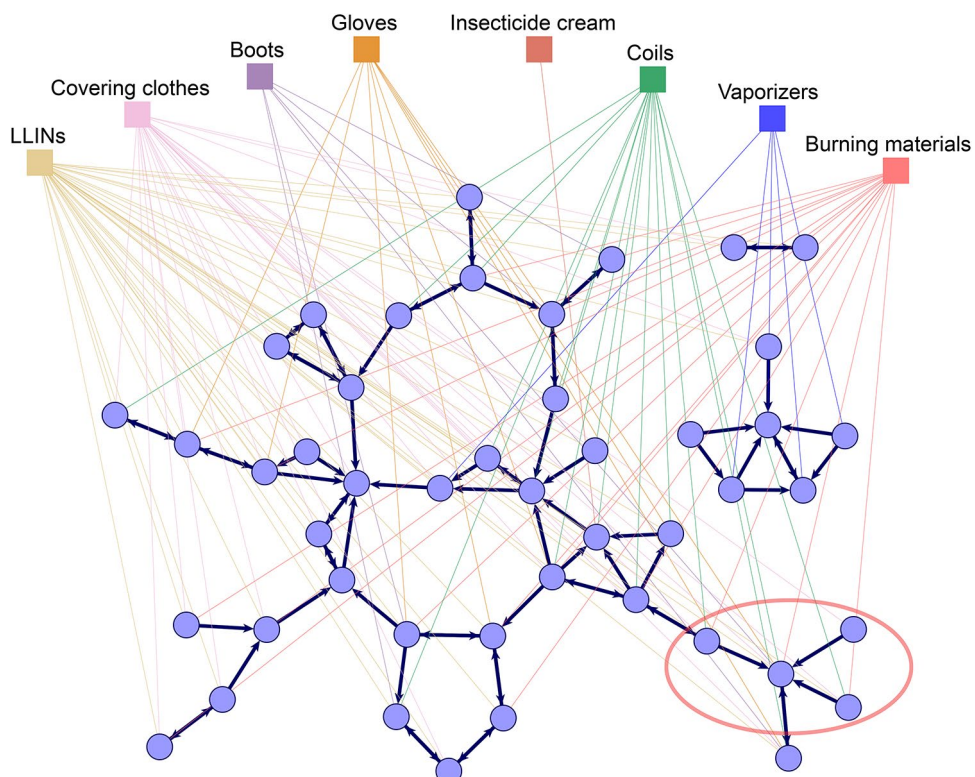 Gloves
Insecticide cream
Boots
Coils
Covering clothes
Vaporizers
LLINs
Burning materials